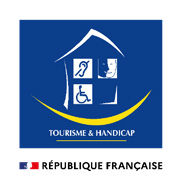 TOURISME & HANDICAP
RÉPUBLIQUE FRANÇAISE